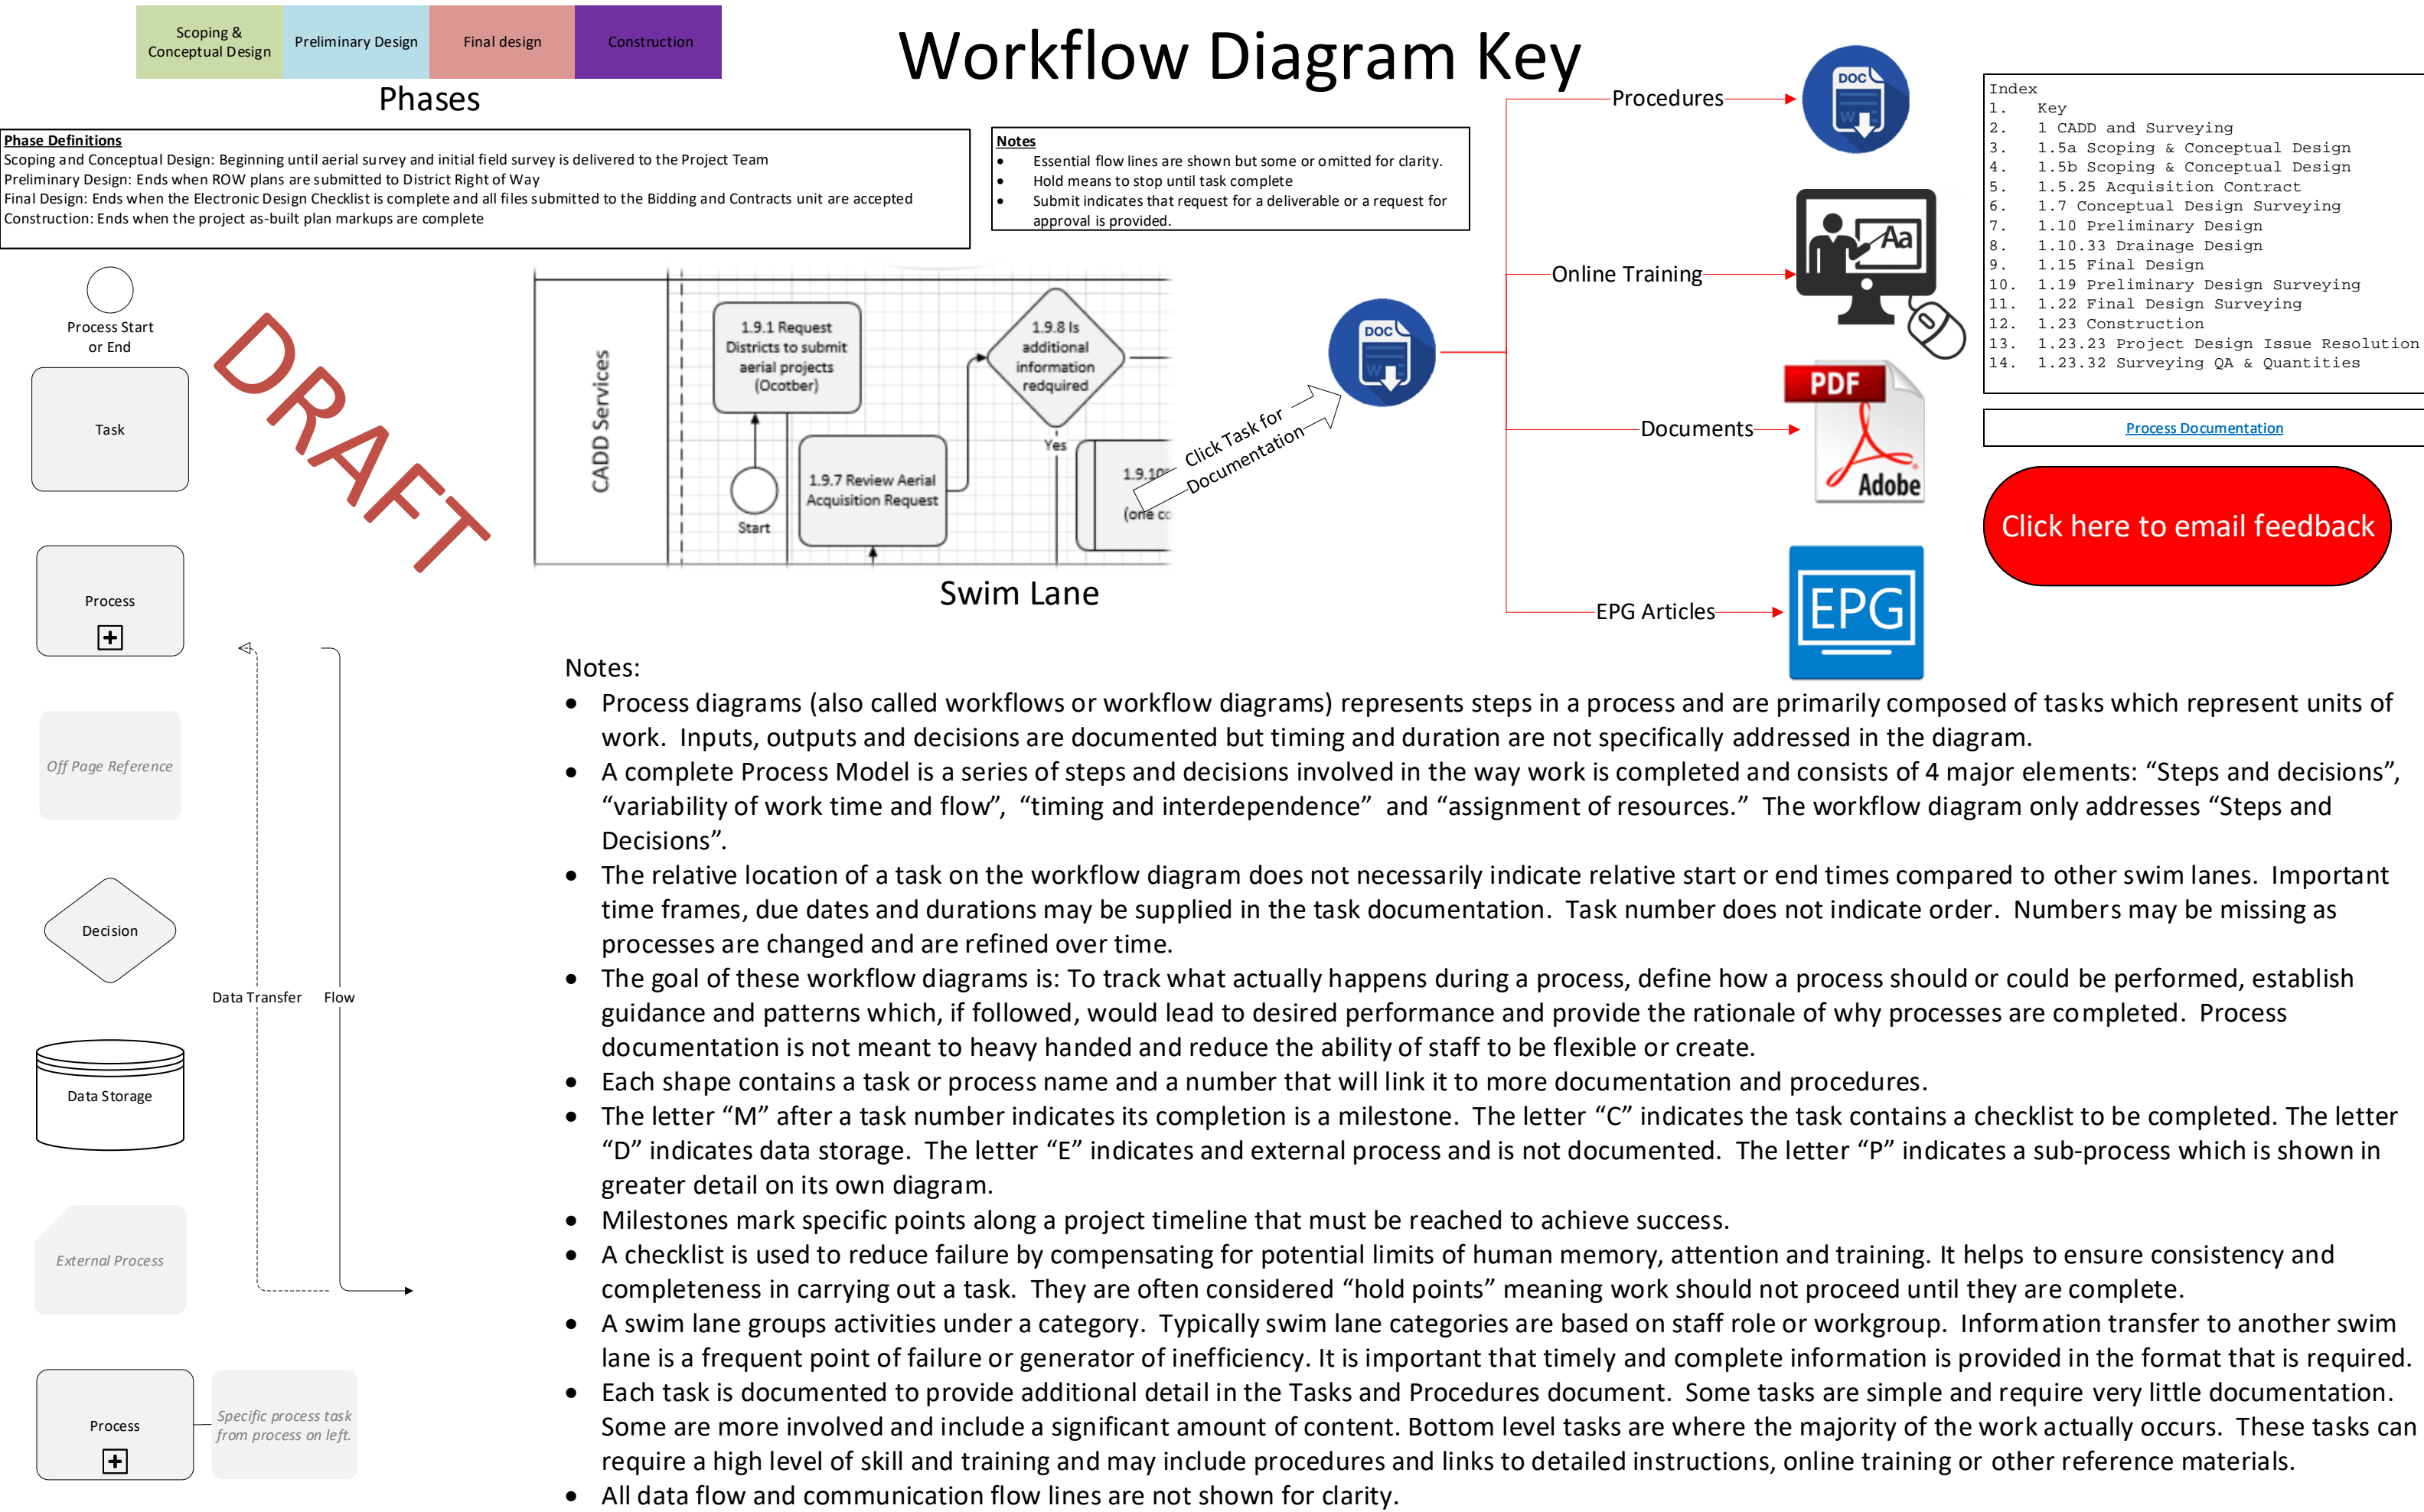 Scoping &
Conceptual Design
Preliminary Design
Final design
Construction
Phases
Workflow Diagram Key
Phase Definitions
Scoping and Conceptual Design: Beginning until aerial survey and initial field survey is delivered to the Project Team
Preliminary Design: Ends when ROW plans are submitted to District Right of Way
Final Design: Ends when the Electronic Design Checklist is complete and all files submitted to the Bidding and Contracts unit are accepted
Construction: Ends when the project as-built plan markups are complete
Notes
• Essential flow lines are shown but some or omitted for clarity.
• Hold means to stop until task complete
• Submit indicates that request for a deliverable or a request for
approval is provided.
Procedures
DOC
Online Training
Aa
Documents
PDF
Adobe
EPG Articles
EPG
Index
1. Key
2. 1 CADD and Surveying
3. 1.5a Scoping & Conceptual Design
4. 1.5b Scoping & Conceptual Design
5. 1.5.25 Acquisition Contract
6. 1.7 Conceptual Design Surveying
7. 1.10 Preliminary Design
8. 1.10.33 Drainage Design
9. 1.15 Final Design
10. 1.19 Preliminary Design Surveying
11. 1.22 Final Design Surveying
12. 1.23 Construction
13. 1.23.23 Project Design Issue Resolution
14. 1.23.32 Surveying QA & Quantities
Process Documentation
Click here to email feedback
Process Start
or End
Task
Process
Off Page Reference
Decision
Data Storage
External Process
Process
Specific process task
from process on left.
Data Transfer
Flow
DRAFT
CADD Services
1.9.1 Request
Districts to submit
aerial projects
(Ocotber)
Start
1.9.7 Review Aerial
Acquisition Request
1.9.8 Is
additional
information
redquired
Yes
(one
Click Task for
Documentation
DOC
Swim Lane
Notes:
• Process diagrams (also called workflows or workflow diagrams) represents steps in a process and are primarily composed of tasks which represent units of
work. Inputs, outputs and decisions are documented but timing and duration are not specifically addressed in the diagram.
• A complete Process Model is a series of steps and decisions involved in the way work is completed and consists of 4 major elements: “Steps and decisions”,
“variability of work time and flow”, “timing and interdependence” and “assignment of resources.” The workflow diagram only addresses “Steps and
Decisions”.
• The relative location of a task on the workflow diagram does not necessarily indicate relative start or end times compared to other swim lanes. Important
time frames, due dates and durations may be supplied in the task documentation. Task number does not indicate order. Numbers may be missing as
processes are changed and are refined over time.
• The goal of these workflow diagrams is: To track what actually happens during a process, define how a process should or could be performed, establish
guidance and patterns which, if followed, would lead to desired performance and provide the rationale of why processes are completed. Process
documentation is not meant to heavy handed and reduce the ability of staff to be flexible or create.
• Each shape contains a task or process name and a number that will link it to more documentation and procedures.
• The letter “M” after a task number indicates its completion is a milestone. The letter “C” indicates the task contains a checklist to be completed. The letter
“D” indicates data storage. The letter “E” indicates and external process and is not documented. The letter “P” indicates a sub-process which is shown in
greater detail on its own diagram.
• Milestones mark specific points along a project timeline that must be reached to achieve success.
• A checklist is used to reduce failure by compensating for potential limits of human memory, attention and training. It helps to ensure consistency and
completeness in carrying out a task. They are often considered “hold points” meaning work should not proceed until they are complete.
• A swim lane groups activities under a category. Typically swim lane categories are based on staff role or workgroup. Information transfer to another swim
lane is a frequent point of failure or generator of inefficiency. It is important that timely and complete information is provided in the format that is required.
• Each task is documented to provide additional detail in the Tasks and Procedures document. Some tasks are simple and require very little documentation.
Some are more involved and include a significant amount of content. Bottom level tasks are where the majority of the work actually occurs. These tasks can
require a high level of skill and training and may include procedures and links to detailed instructions, online training or other reference materials.
• All data flow and communication flow lines are not shown for clarity.